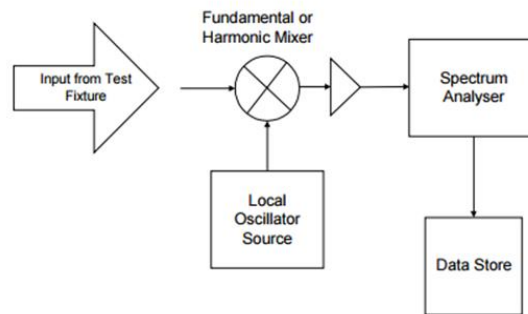 Fundamental or
Harmonic Mixer
Input from Test
Fixture
Spectrum
Analyser
Local
Oscillator
Source
Data Store